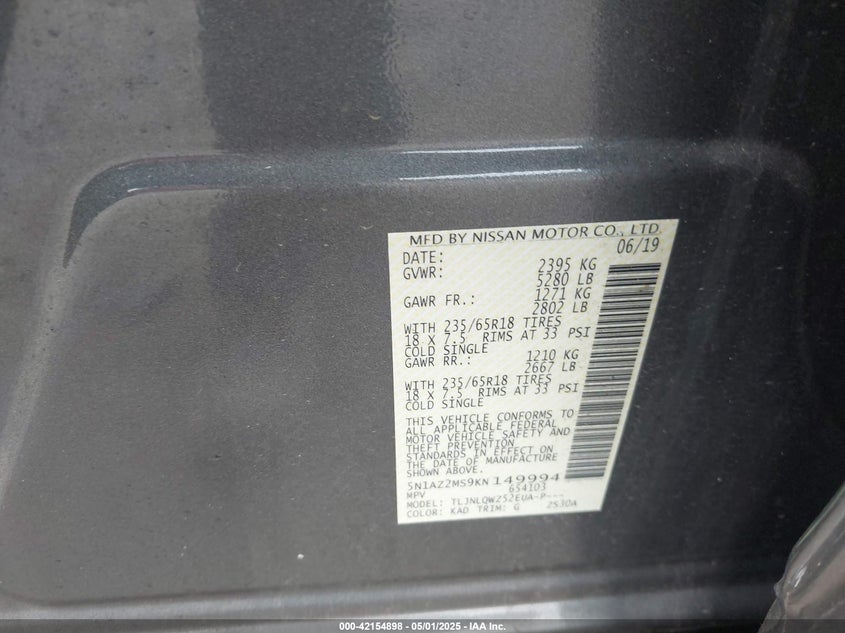 MFD BY NISSAN MOTOR CO., LTD.
DATE: 06/19
GVWR: 2395 KG
5280 LB
GAWR FR.: 1271 KG
2802 LB
WITH 235/65R18 TIRES
18 X 7.5 RIMS AT 33 PSI
COLD SINGLE
GAWR RR.: 1210 KG
2667 LB
WITH 235/65R18 TIRES
18 X 7.5 RIMS AT 33 PSI
COLD SINGLE
THIS VEHICLE CONFORMS TO
ALL APPLICABLE FEDERAL
MOTOR VEHICLE SAFETY AND
THEFT PREVENTION
STANDARDS IN EFFECT ON
THE DATE OF MANUFACTURE
SHOWN ABOVE.
5N1AZ2MS9KN149994
MPV 654103
MODEL: TLJNLQWZ52EUA-P---
COLOR: KAD TRIM: G ZS30A
000-42154898 - 05/01/2025 - IAA Inc.